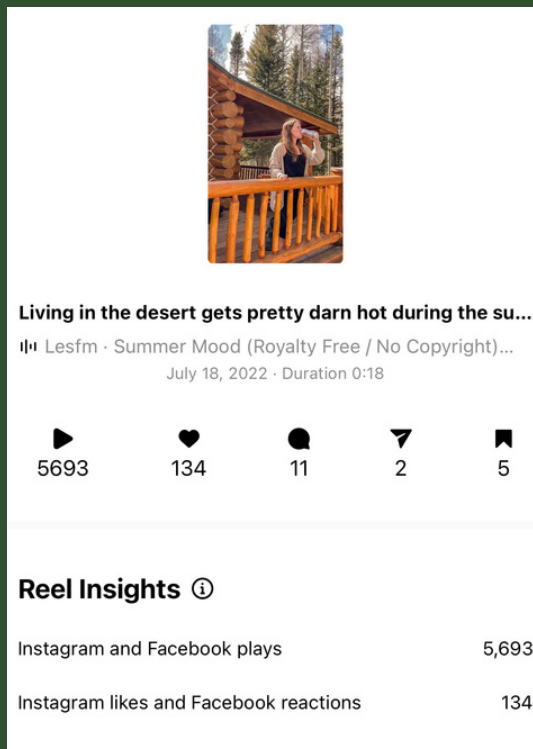 Living in the desert gets pretty darn hot during the su...
Lesfm · Summer Mood (Royalty Free / No Copyright)...
July 18, 2022 · Duration 0:18
5693 134 11 2 5
Reel Insights
Instagram and Facebook plays 5,693
Instagram likes and Facebook reactions 134